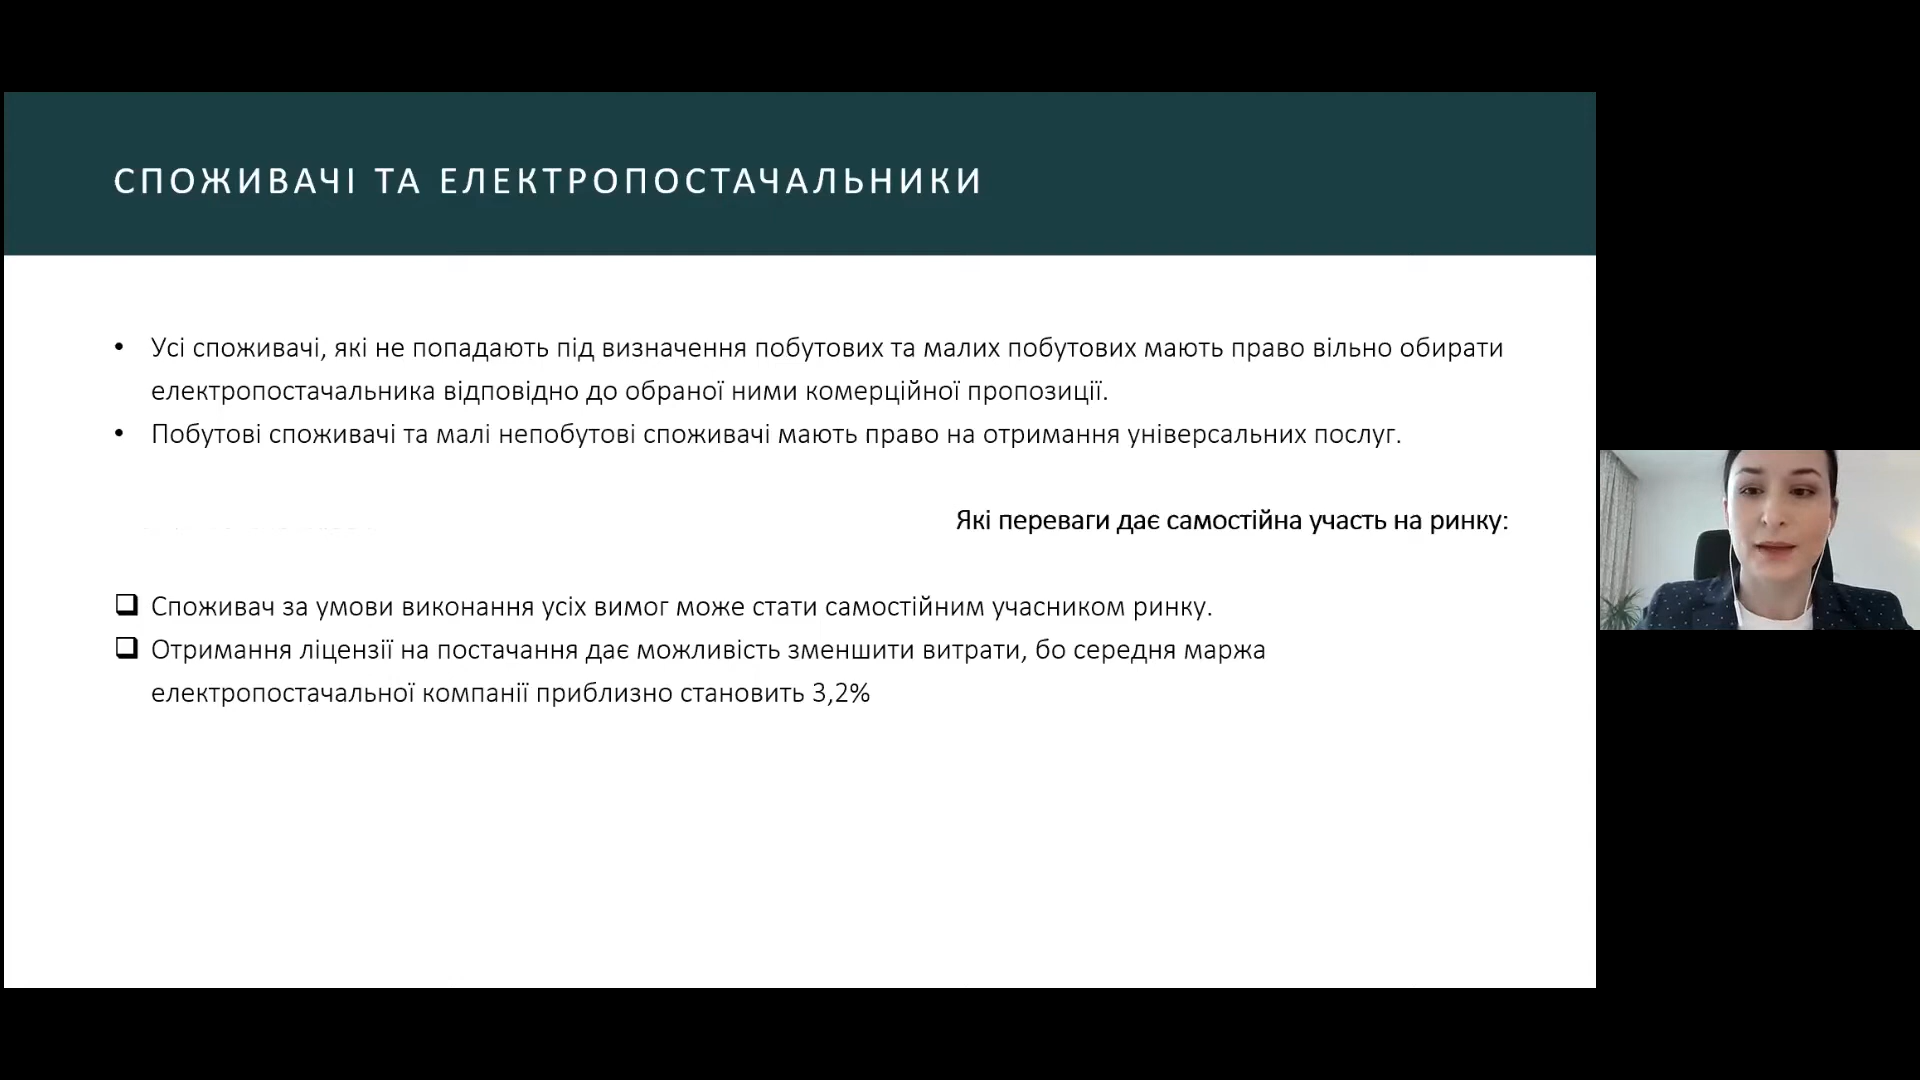 СПОЖИВАЧІ ТА ЕЛЕКТРОПОСТАЧАЛЬНИКИ
• Усі споживачі, які не попадають під визначення побутових та малих побутових мають право вільно обирати
електропостачальника відповідно до обраної ними комерційної пропозиції.
• Побутові споживачі та малі непобутові споживачі мають право на отримання універсальних послуг.
Які переваги дає самостійна участь на ринку:
❑ Споживач за умови виконання усіх вимог може стати самостійним учасником ринку.
❑ Отримання ліцензії на постачання дає можливість зменшити витрати, бо середня маржа
електропостачальної компанії приблизно становить 3,2%